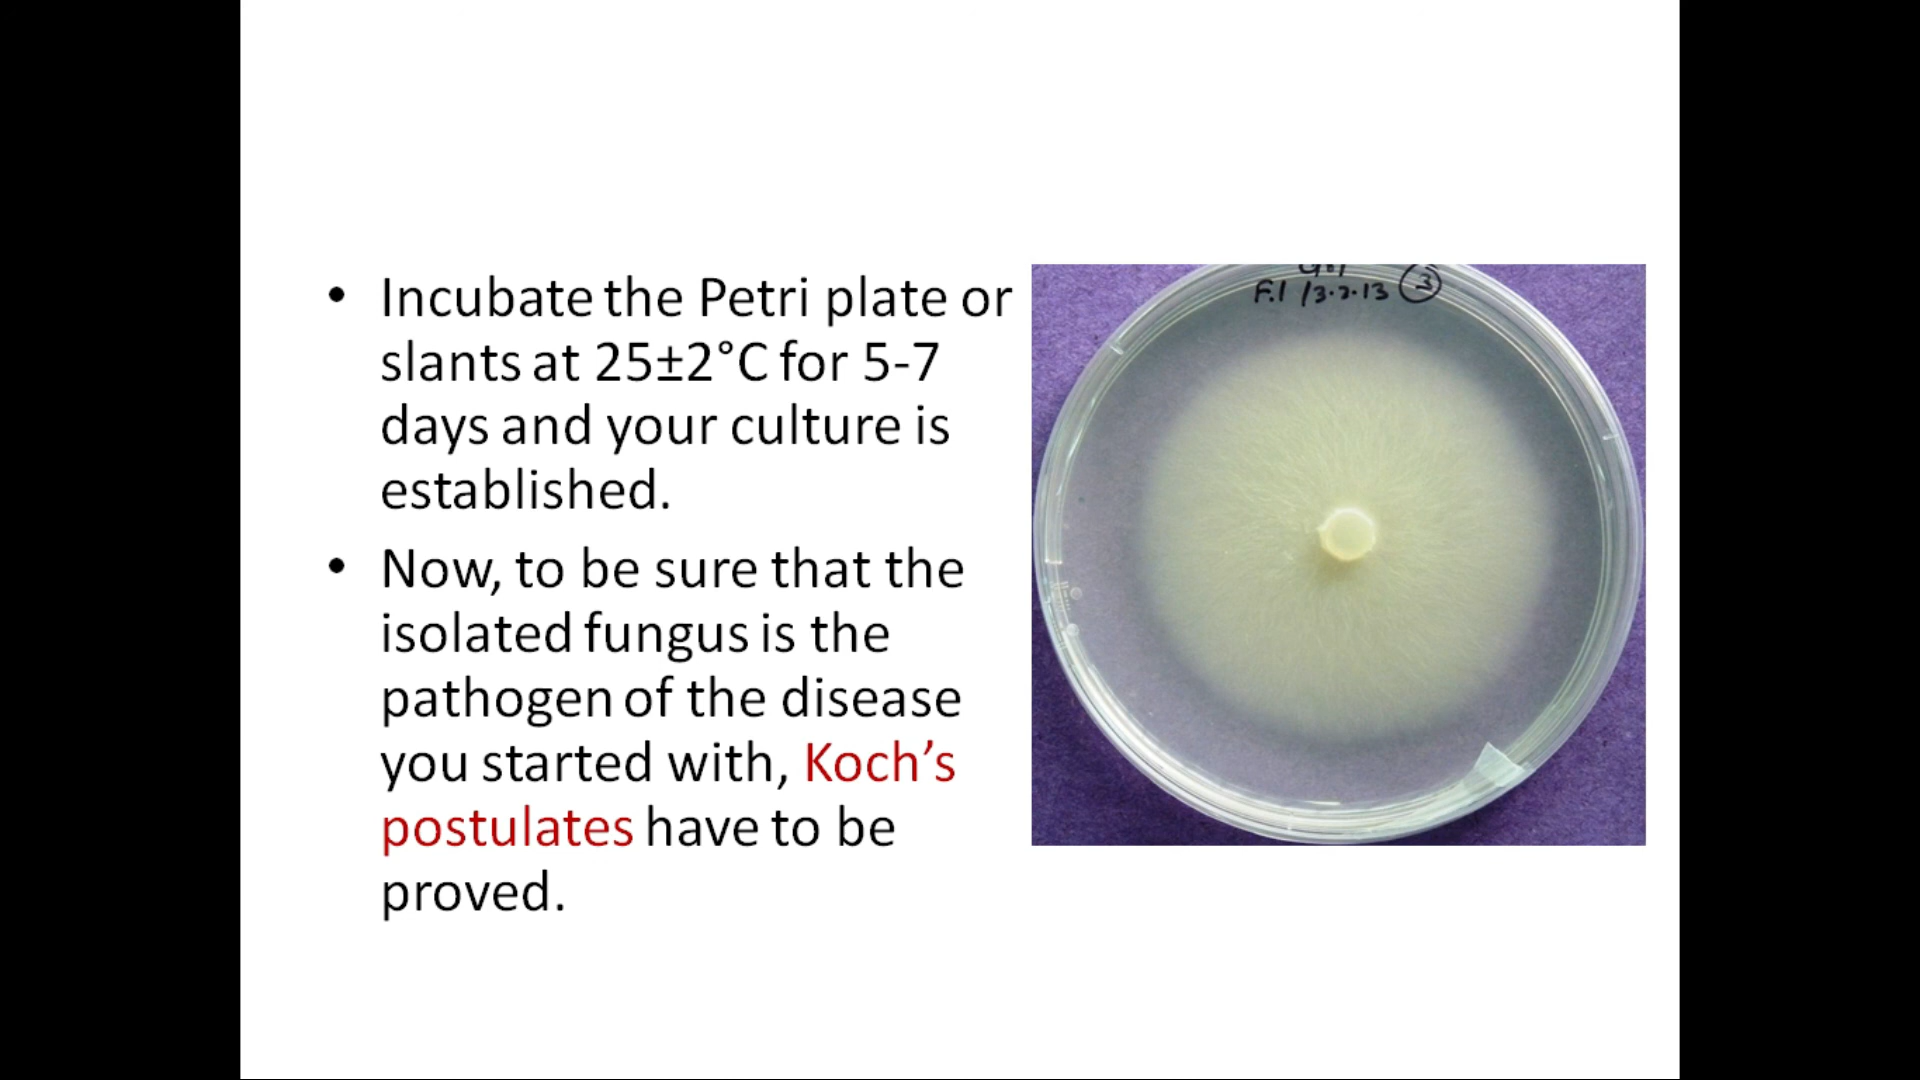 • Incubate the Petri plate or
slants at 25±2°C for 5-7
days and your culture is
established.
• Now, to be sure that the
isolated fungus is the
pathogen of the disease
you started with, Koch’s
postulates have to be
proved.
F.1 13.2.13 3